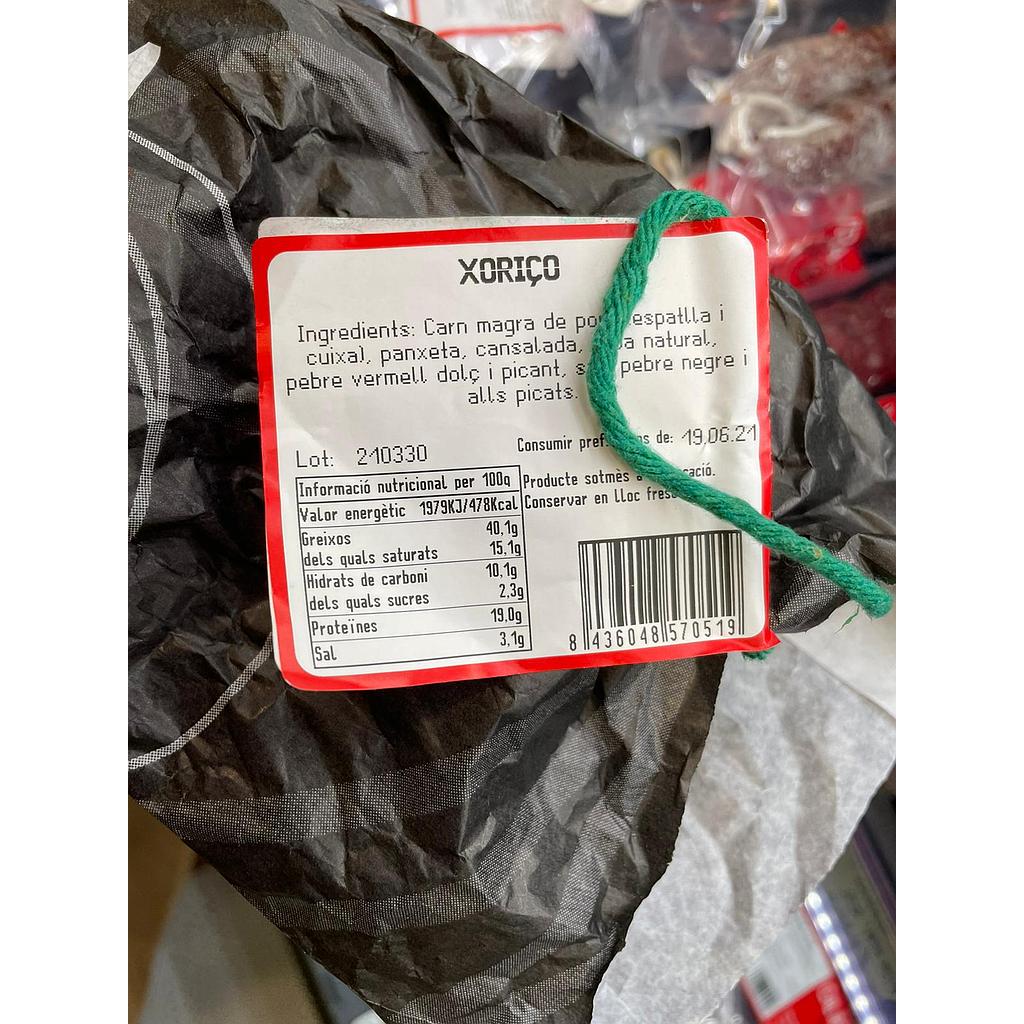 XORIÇO
Ingredients: Carn magra de espatlla i
cuixa), panxeta, cansalada, natural,
pebre vermell dolç i picant, pebre negre i
alls picats.
Lot: 210330
Consumir de: 19.06.21
Informació nutricional per 100g
Producte sotmès
Valor energètic 1979KJ/478Kcal
Conservar en lloc
Greixos 40,1g
dels quals saturats 15,1g
Hidrats de carboni 10,1g
dels quals sucres 2,3g
Proteïnes 19,0g
Sal 3,1g
8 436048 570519